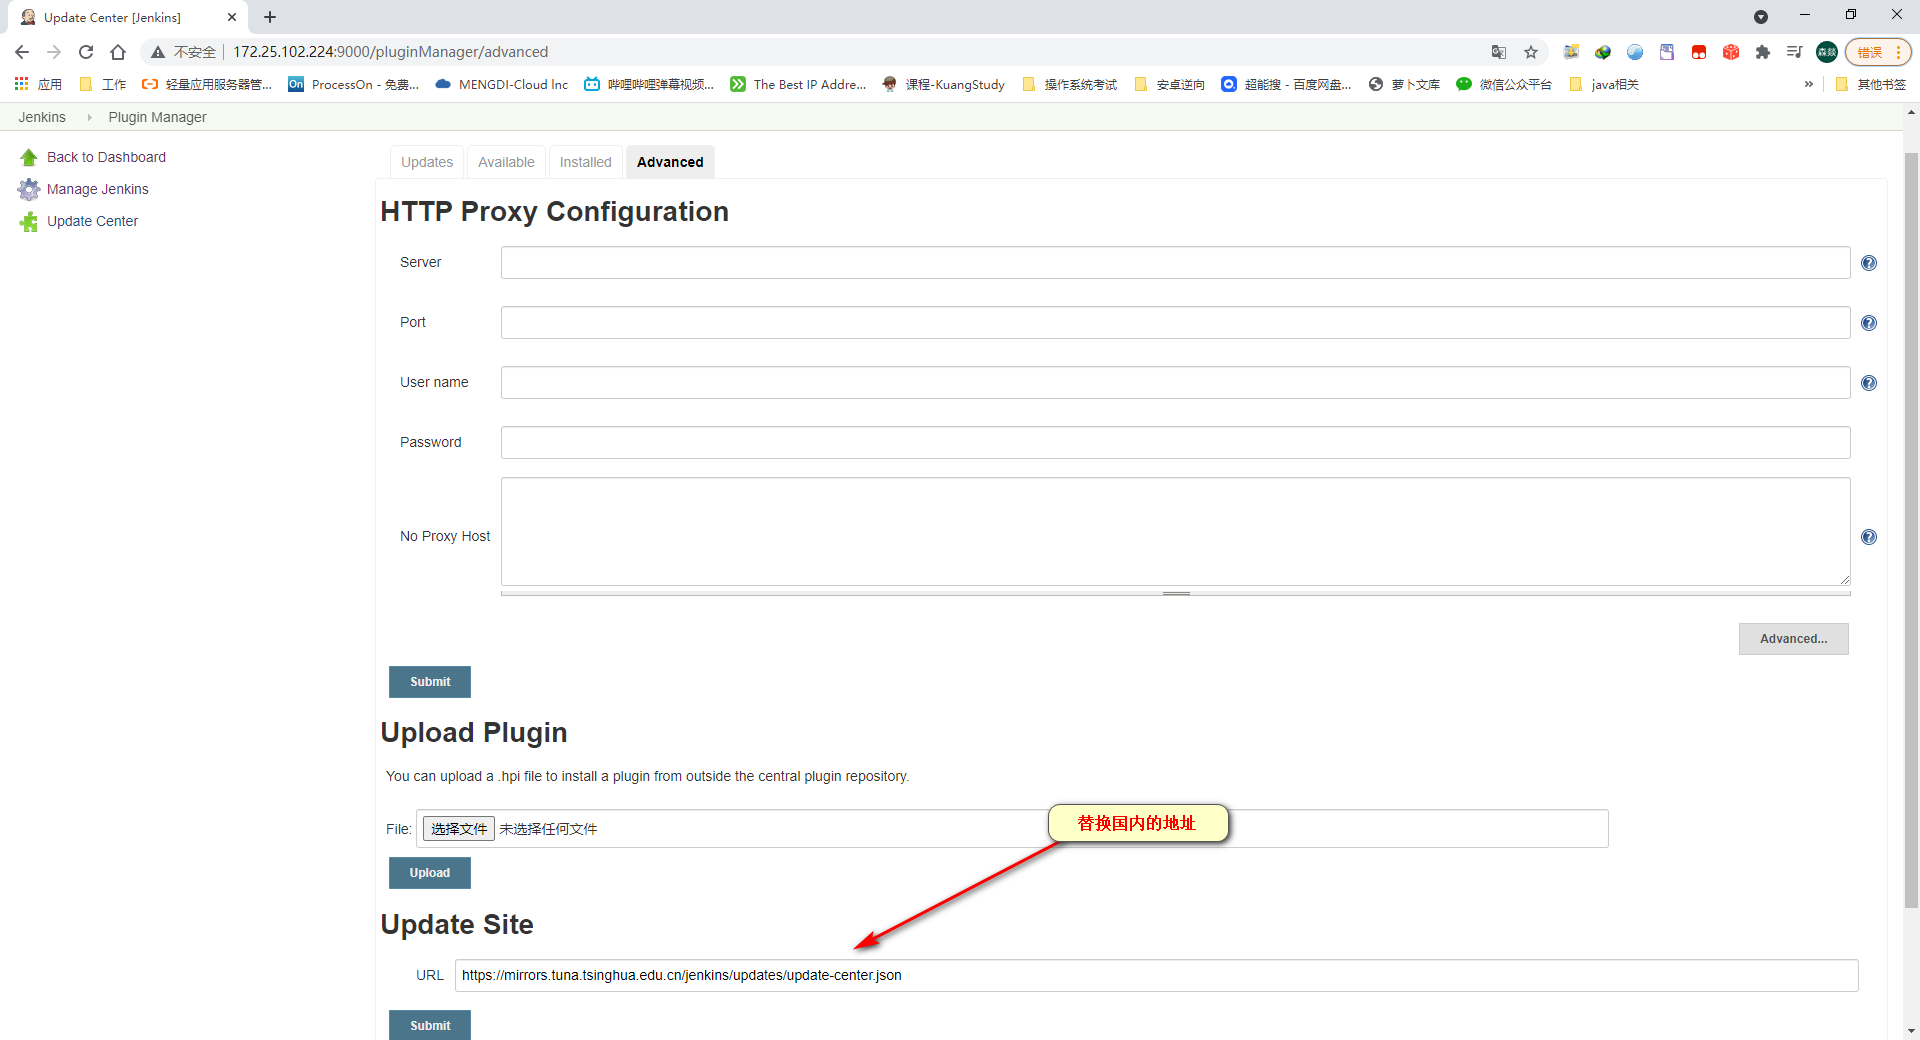 Update Center [Jenkins]
不安全 172.25.102.224:9000/pluginManager/advanced 森燚 错误
应用 工作 轻量应用服务器管... On ProcessOn - 免费... MENGDI-Cloud Inc 哔哩哔哩弹幕视频... The Best IP Addre... 课程-KuangStudy 操作系统考试 安卓逆向 超能搜 - 百度网盘... 萝卜文库 微信公众平台 java相关 » 其他书签
Jenkins Plugin Manager
Back to Dashboard
Manage Jenkins
Update Center
Updates Available Installed Advanced
HTTP Proxy Configuration
Server
Port
User name
Password
No Proxy Host
Advanced...
Submit
Upload Plugin
You can upload a .hpi file to install a plugin from outside the central plugin repository.
File: 选择文件 未选择任何文件
替换国内的地址
Upload
Update Site
URL https://mirrors.tuna.tsinghua.edu.cn/jenkins/updates/update-center.json
Submit